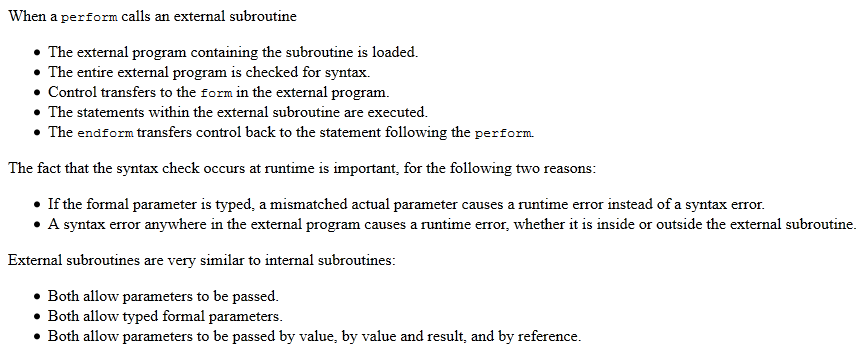 When a perform calls an external subroutine
• The external program containing the subroutine is loaded.
• The entire external program is checked for syntax.
• Control transfers to the form in the external program.
• The statements within the external subroutine are executed.
• The endform transfers control back to the statement following the perform.
The fact that the syntax check occurs at runtime is important, for the following two reasons:
• If the formal parameter is typed, a mismatched actual parameter causes a runtime error instead of a syntax error.
• A syntax error anywhere in the external program causes a runtime error, whether it is inside or outside the external subroutine.
External subroutines are very similar to internal subroutines:
• Both allow parameters to be passed.
• Both allow typed formal parameters.
• Both allow parameters to be passed by value, by value and result, and by reference.